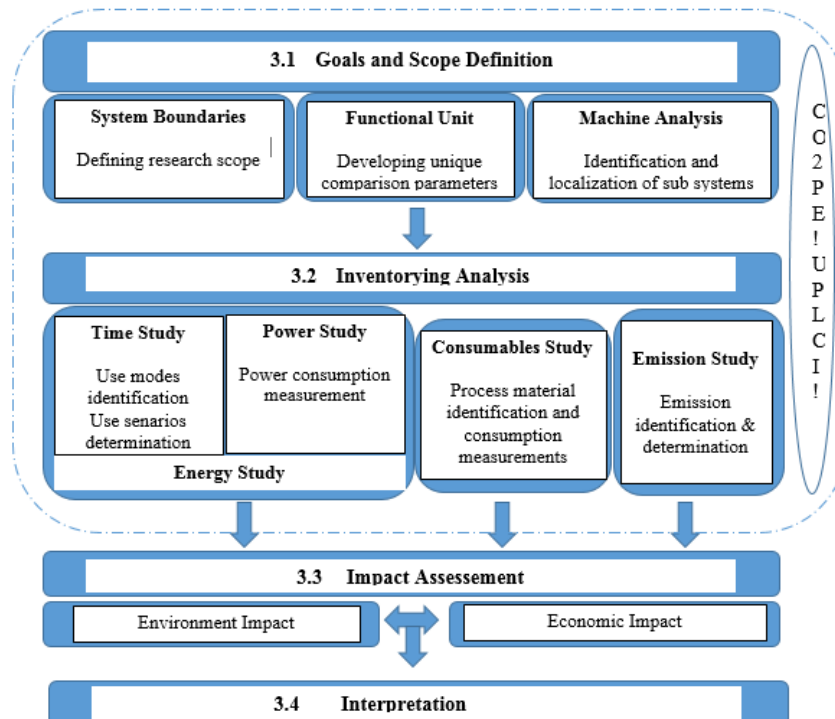 3.1 Goals and Scope Definition
System Boundaries
Defining research scope
Functional Unit
Developing unique
comparison parameters
Machine Analysis
Identification and
localization of sub systems
3.2 Inventorying Analysis
Time Study
Use modes
identification
Use senarios
determination
Power Study
Power consumption
measurement
Energy Study
Consumables Study
Process material
identification and
consumption
measurements
Emission Study
Emission
identification &
determination
CO2PE!UPLCI!
3.3 Impact Assessement
Environment Impact
Economic Impact
3.4 Interpretation